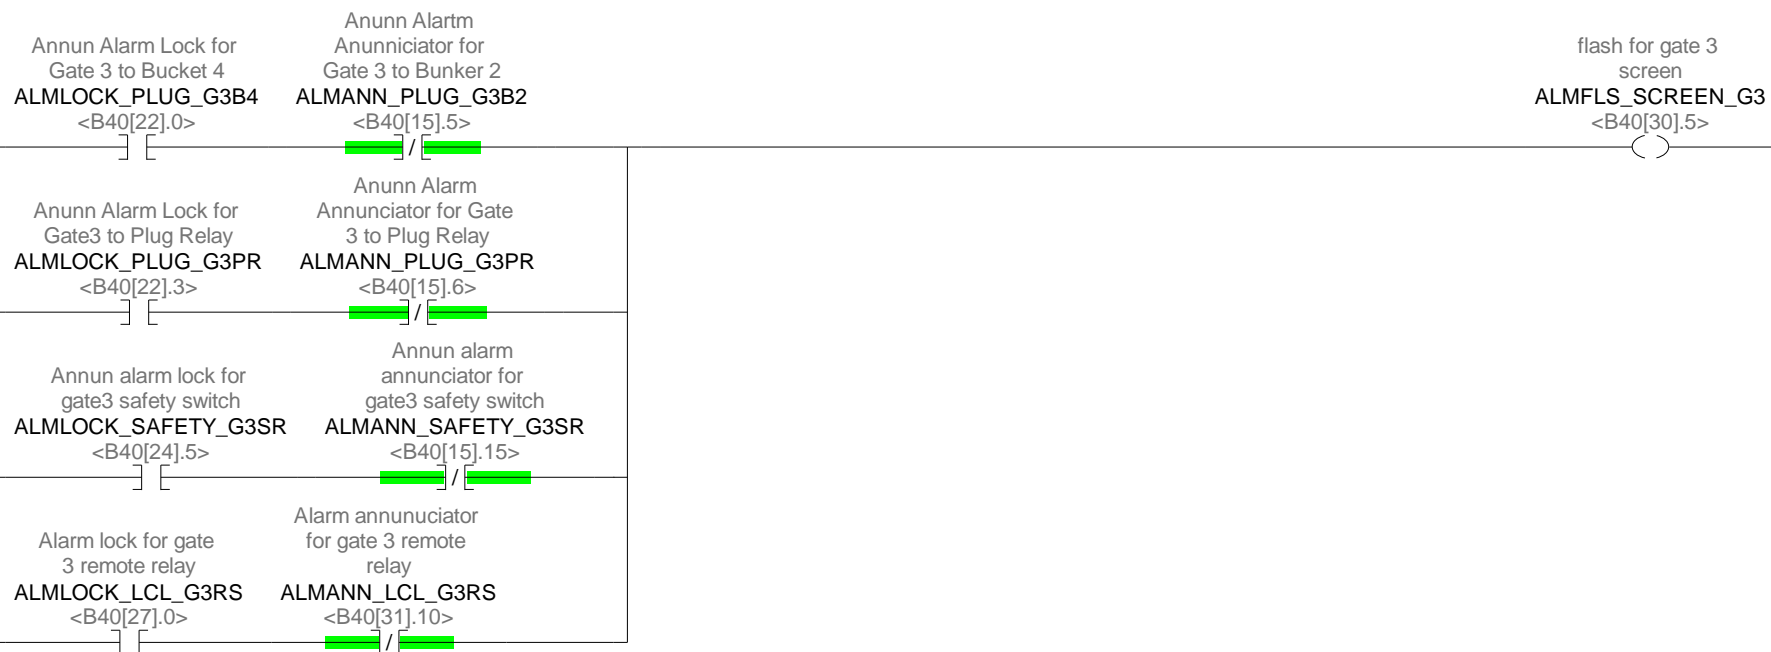 Annun Alarm Lock for
Gate 3 to Bucket 4
ALMLOCK_PLUG_G3B4
<B40[22].0>
Anunn Alartm
Anunniciator for
Gate 3 to Bunker 2
ALMANN_PLUG_G3B2
<B40[15].5>
/
flash for gate 3
screen
ALMFLS_SCREEN_G3
<B40[30].5>
Anunn Alarm Lock for
Gate3 to Plug Relay
ALMLOCK_PLUG_G3PR
<B40[22].3>
Anunn Alarm
Annunciator for Gate
3 to Plug Relay
ALMANN_PLUG_G3PR
<B40[15].6>
/
Annun alarm lock for
gate3 safety switch
ALMLOCK_SAFETY_G3SR
<B40[24].5>
Annun alarm
annunciator for
gate3 safety switch
ALMANN_SAFETY_G3SR
<B40[15].15>
/
Alarm lock for gate
3 remote relay
ALMLOCK_LCL_G3RS
<B40[27].0>
Alarm annunuciator
for gate 3 remote
relay
ALMANN_LCL_G3RS
<B40[31].10>
/